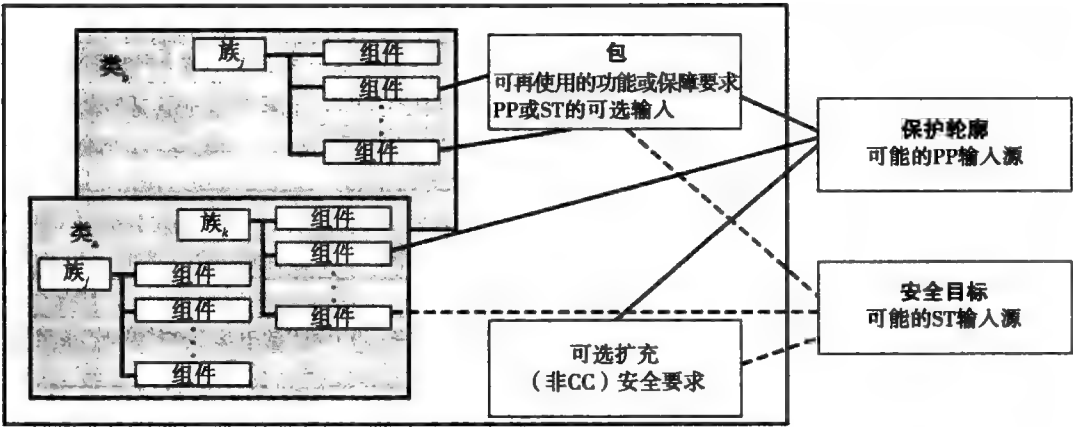 类b
族j
组件
组件
组件
包
可再使用的功能或保障要求
PP或ST的可选输入
保护轮廓
可能的PP输入源
类a
族k
组件
组件
组件
族j
组件
组件
组件
安全目标
可能的ST输入源
可选扩充
（非CC）安全要求